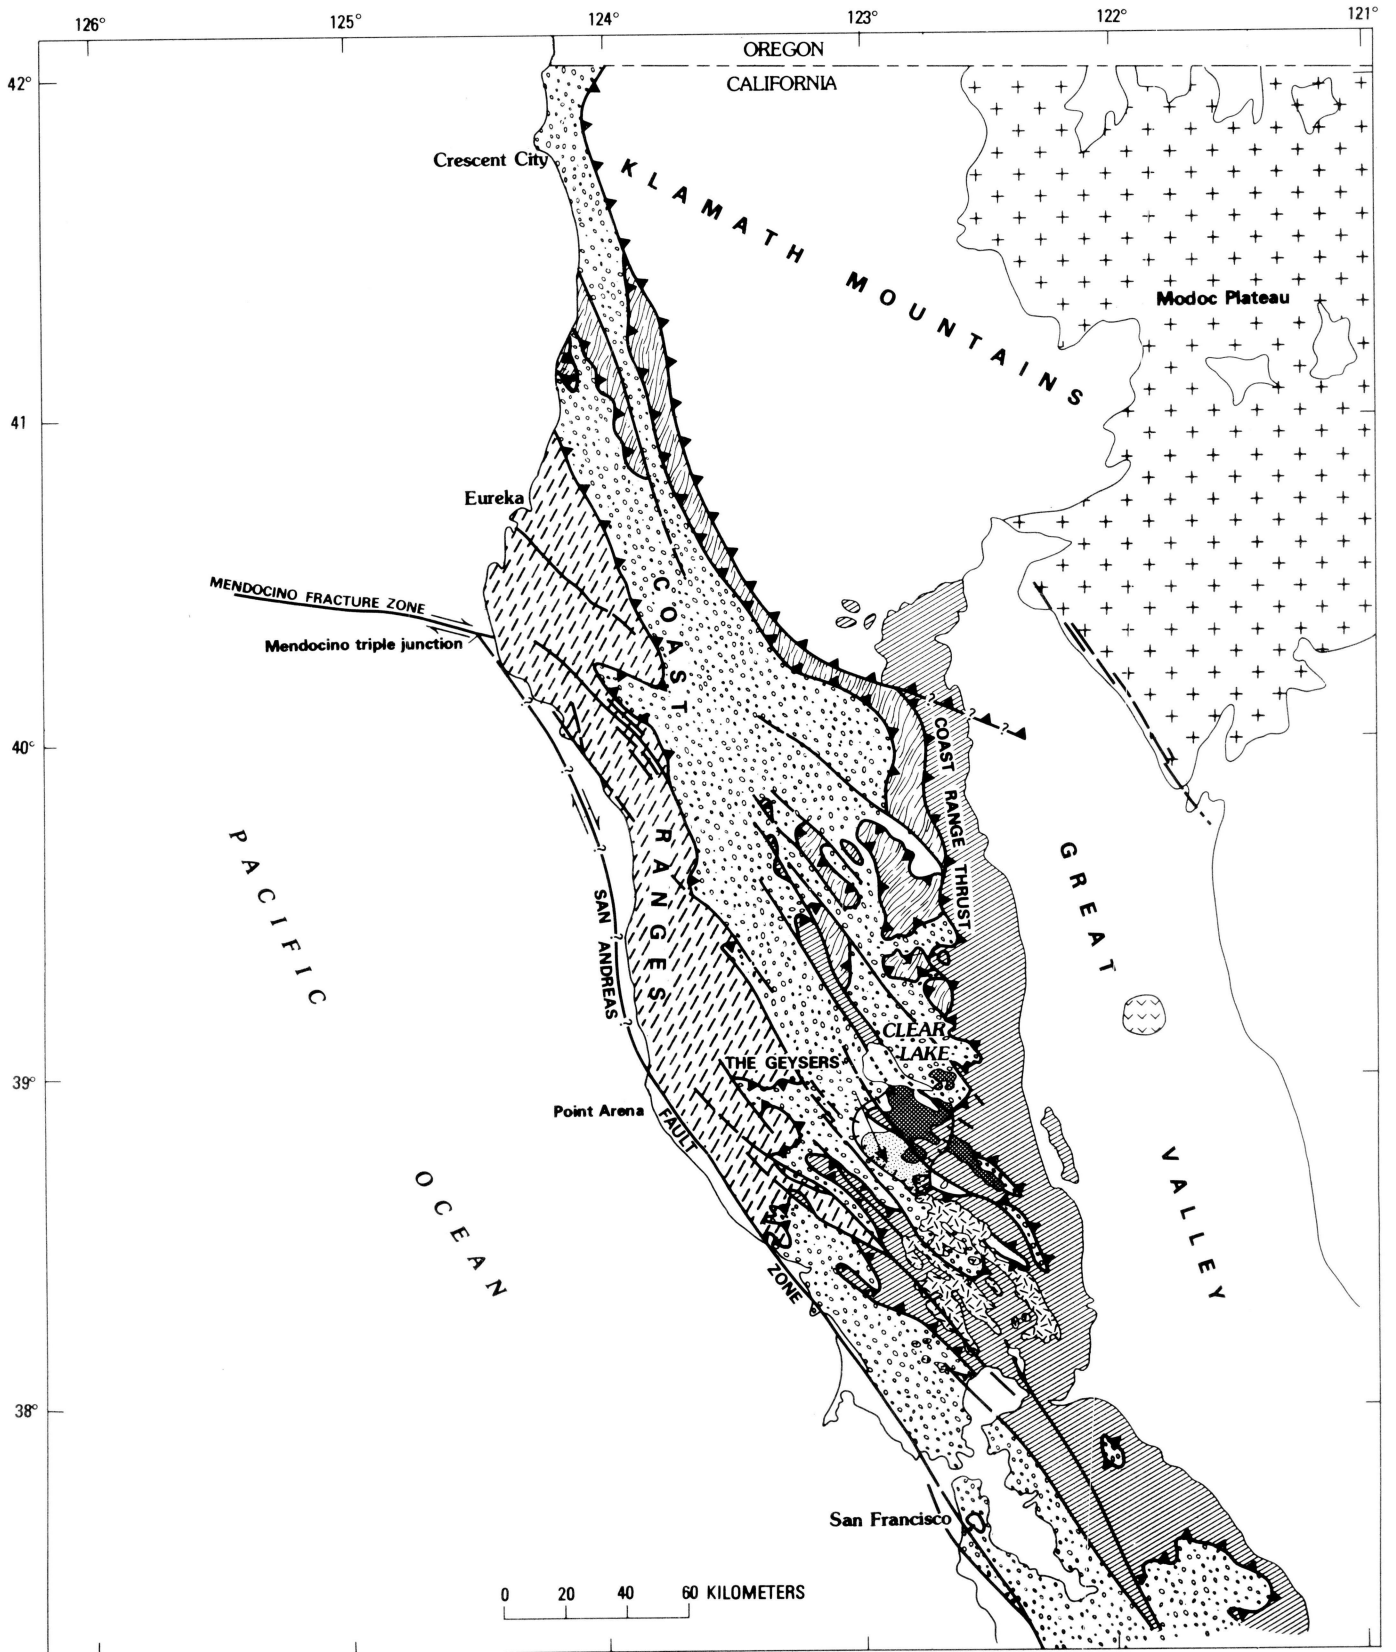 126° 125° 124° 123° 122° 121°
OREGON
42°
CALIFORNIA
Crescent City
KLAMATH MOUNTAINS
Modoc Plateau
41°
Eureka
MENDOCINO FRACTURE ZONE
Mendocino triple junction
COAST RANGES
?
?
40°
COAST RANGE THRUST
?
?
?
PACIFIC OCEAN
GREAT VALLEY
SAN ? ANDREAS ? FAULT ZONE
CLEAR LAKE
THE GEYSERS
39°
Point Arena
38°
San Francisco
0 20 40 60 KILOMETERS